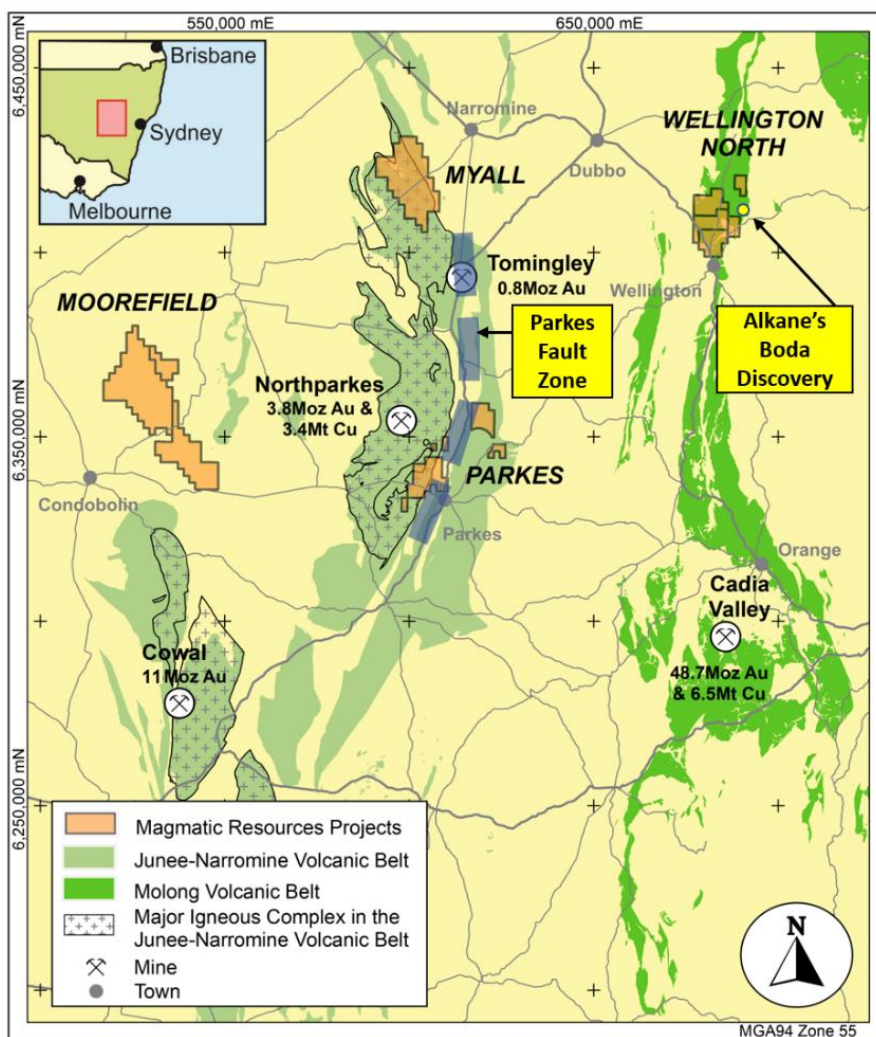 550,000 mE
650,000 mE
6,450,000 mN
6,350,000 mN
6,250,000 mN
Brisbane
Sydney
Melbourne
Narromine
MYALL
Dubbo
WELLINGTON
NORTH
Tomingley
0.8Moz Au
Wellington
MOOREFIELD
Parkes
Fault
Zone
Alkane's
Boda
Discovery
Northparkes
3.8Moz Au &
3.4Mt Cu
PARKES
Condobolin
Parkes
Orange
Cadia
Valley
48.7Moz Au
& 6.5Mt Cu
Cowal
11Moz Au
Magmatic Resources Projects
Junee-Narromine Volcanic Belt
Molong Volcanic Belt
Major Igneous Complex in the
Junee-Narromine Volcanic Belt
Mine
Town
N
MGA94 Zone 55